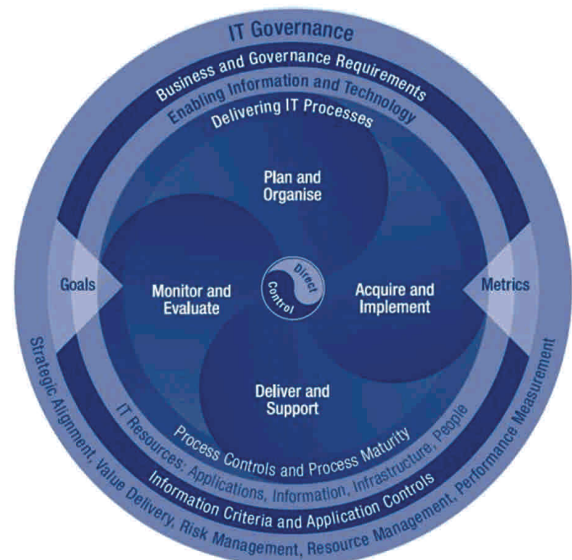 IT Governance
Business and Governance Requirements
Enabling Information and Technology
Delivering IT Processes
Plan and
Organise
Goals
Monitor and
Evaluate
Direct
Control
Acquire and
Implement
Metrics
Deliver and
Support
Process Controls and Process Maturity
IT Resources: Applications, Information, Infrastructure, People
Information Criteria and Application Controls
Strategic Alignment, Value Delivery, Risk Management, Resource Management, Performance Measurement